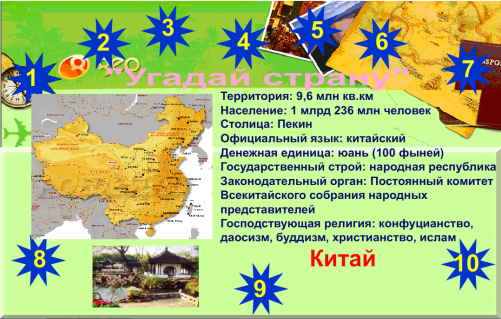 1
2
3
4
5
6
7
"Угадай страну"
Территория: 9,6 млн кв.км
Население: 1 млрд 236 млн человек
Столица: Пекин
Официальный язык: китайский
Денежная единица: юань (100 фыней)
Государственный строй: народная республика
Законодательный орган: Постоянный комитет
Всекитайского собрания народных
представителей
Господствующая религия: конфуцианство,
даосизм, буддизм, христианство, ислам
Китай
8
9
10